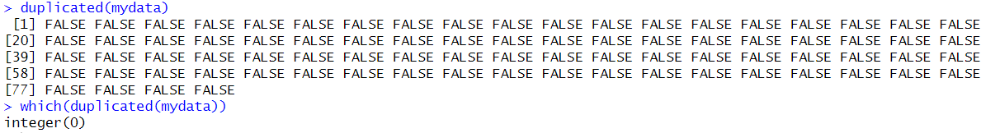 > duplicated(mydata)
 [1] FALSE FALSE FALSE FALSE FALSE FALSE FALSE FALSE FALSE FALSE FALSE FALSE FALSE FALSE FALSE FALSE FALSE FALSE FALSE
[20] FALSE FALSE FALSE FALSE FALSE FALSE FALSE FALSE FALSE FALSE FALSE FALSE FALSE FALSE FALSE FALSE FALSE FALSE FALSE
[39] FALSE FALSE FALSE FALSE FALSE FALSE FALSE FALSE FALSE FALSE FALSE FALSE FALSE FALSE FALSE FALSE FALSE FALSE FALSE
[58] FALSE FALSE FALSE FALSE FALSE FALSE FALSE FALSE FALSE FALSE FALSE FALSE FALSE FALSE FALSE FALSE FALSE FALSE FALSE
[77] FALSE FALSE FALSE FALSE
> which(duplicated(mydata))
integer(0)